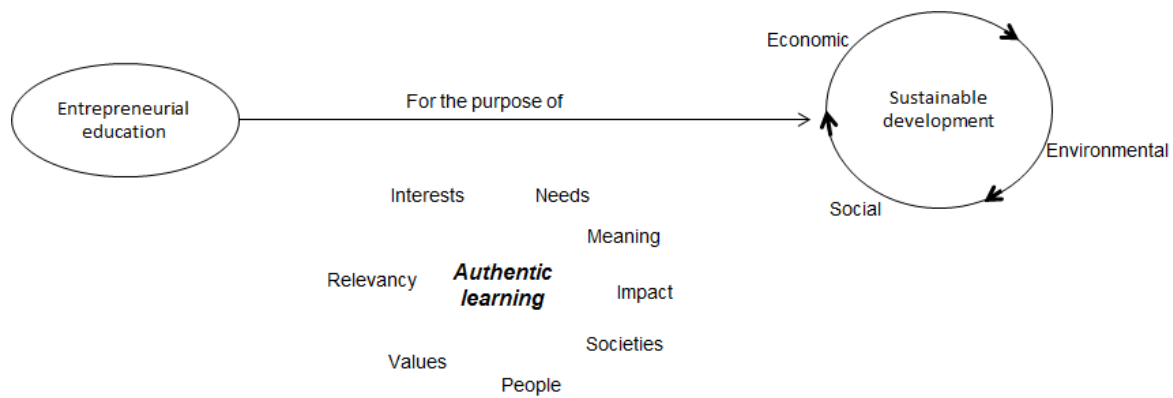 Economic
Entrepreneurial
education
For the purpose of
Sustainable
development
Environmental
Social
Interests
Needs
Meaning
Relevancy
Authentic
learning
Impact
Societies
Values
People